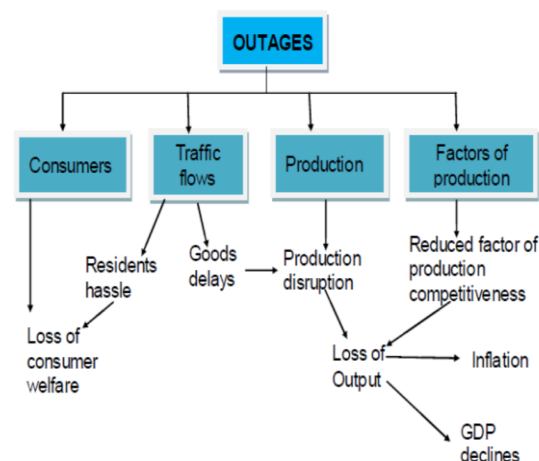 OUTAGES
Consumers
Traffic
flows
Production
Factors of
production
Residents
hassle
Goods
delays
Production
disruption
Reduced factor of
production
competitiveness
Loss of
consumer
welfare
Loss of
Output
Inflation
GDP
declines